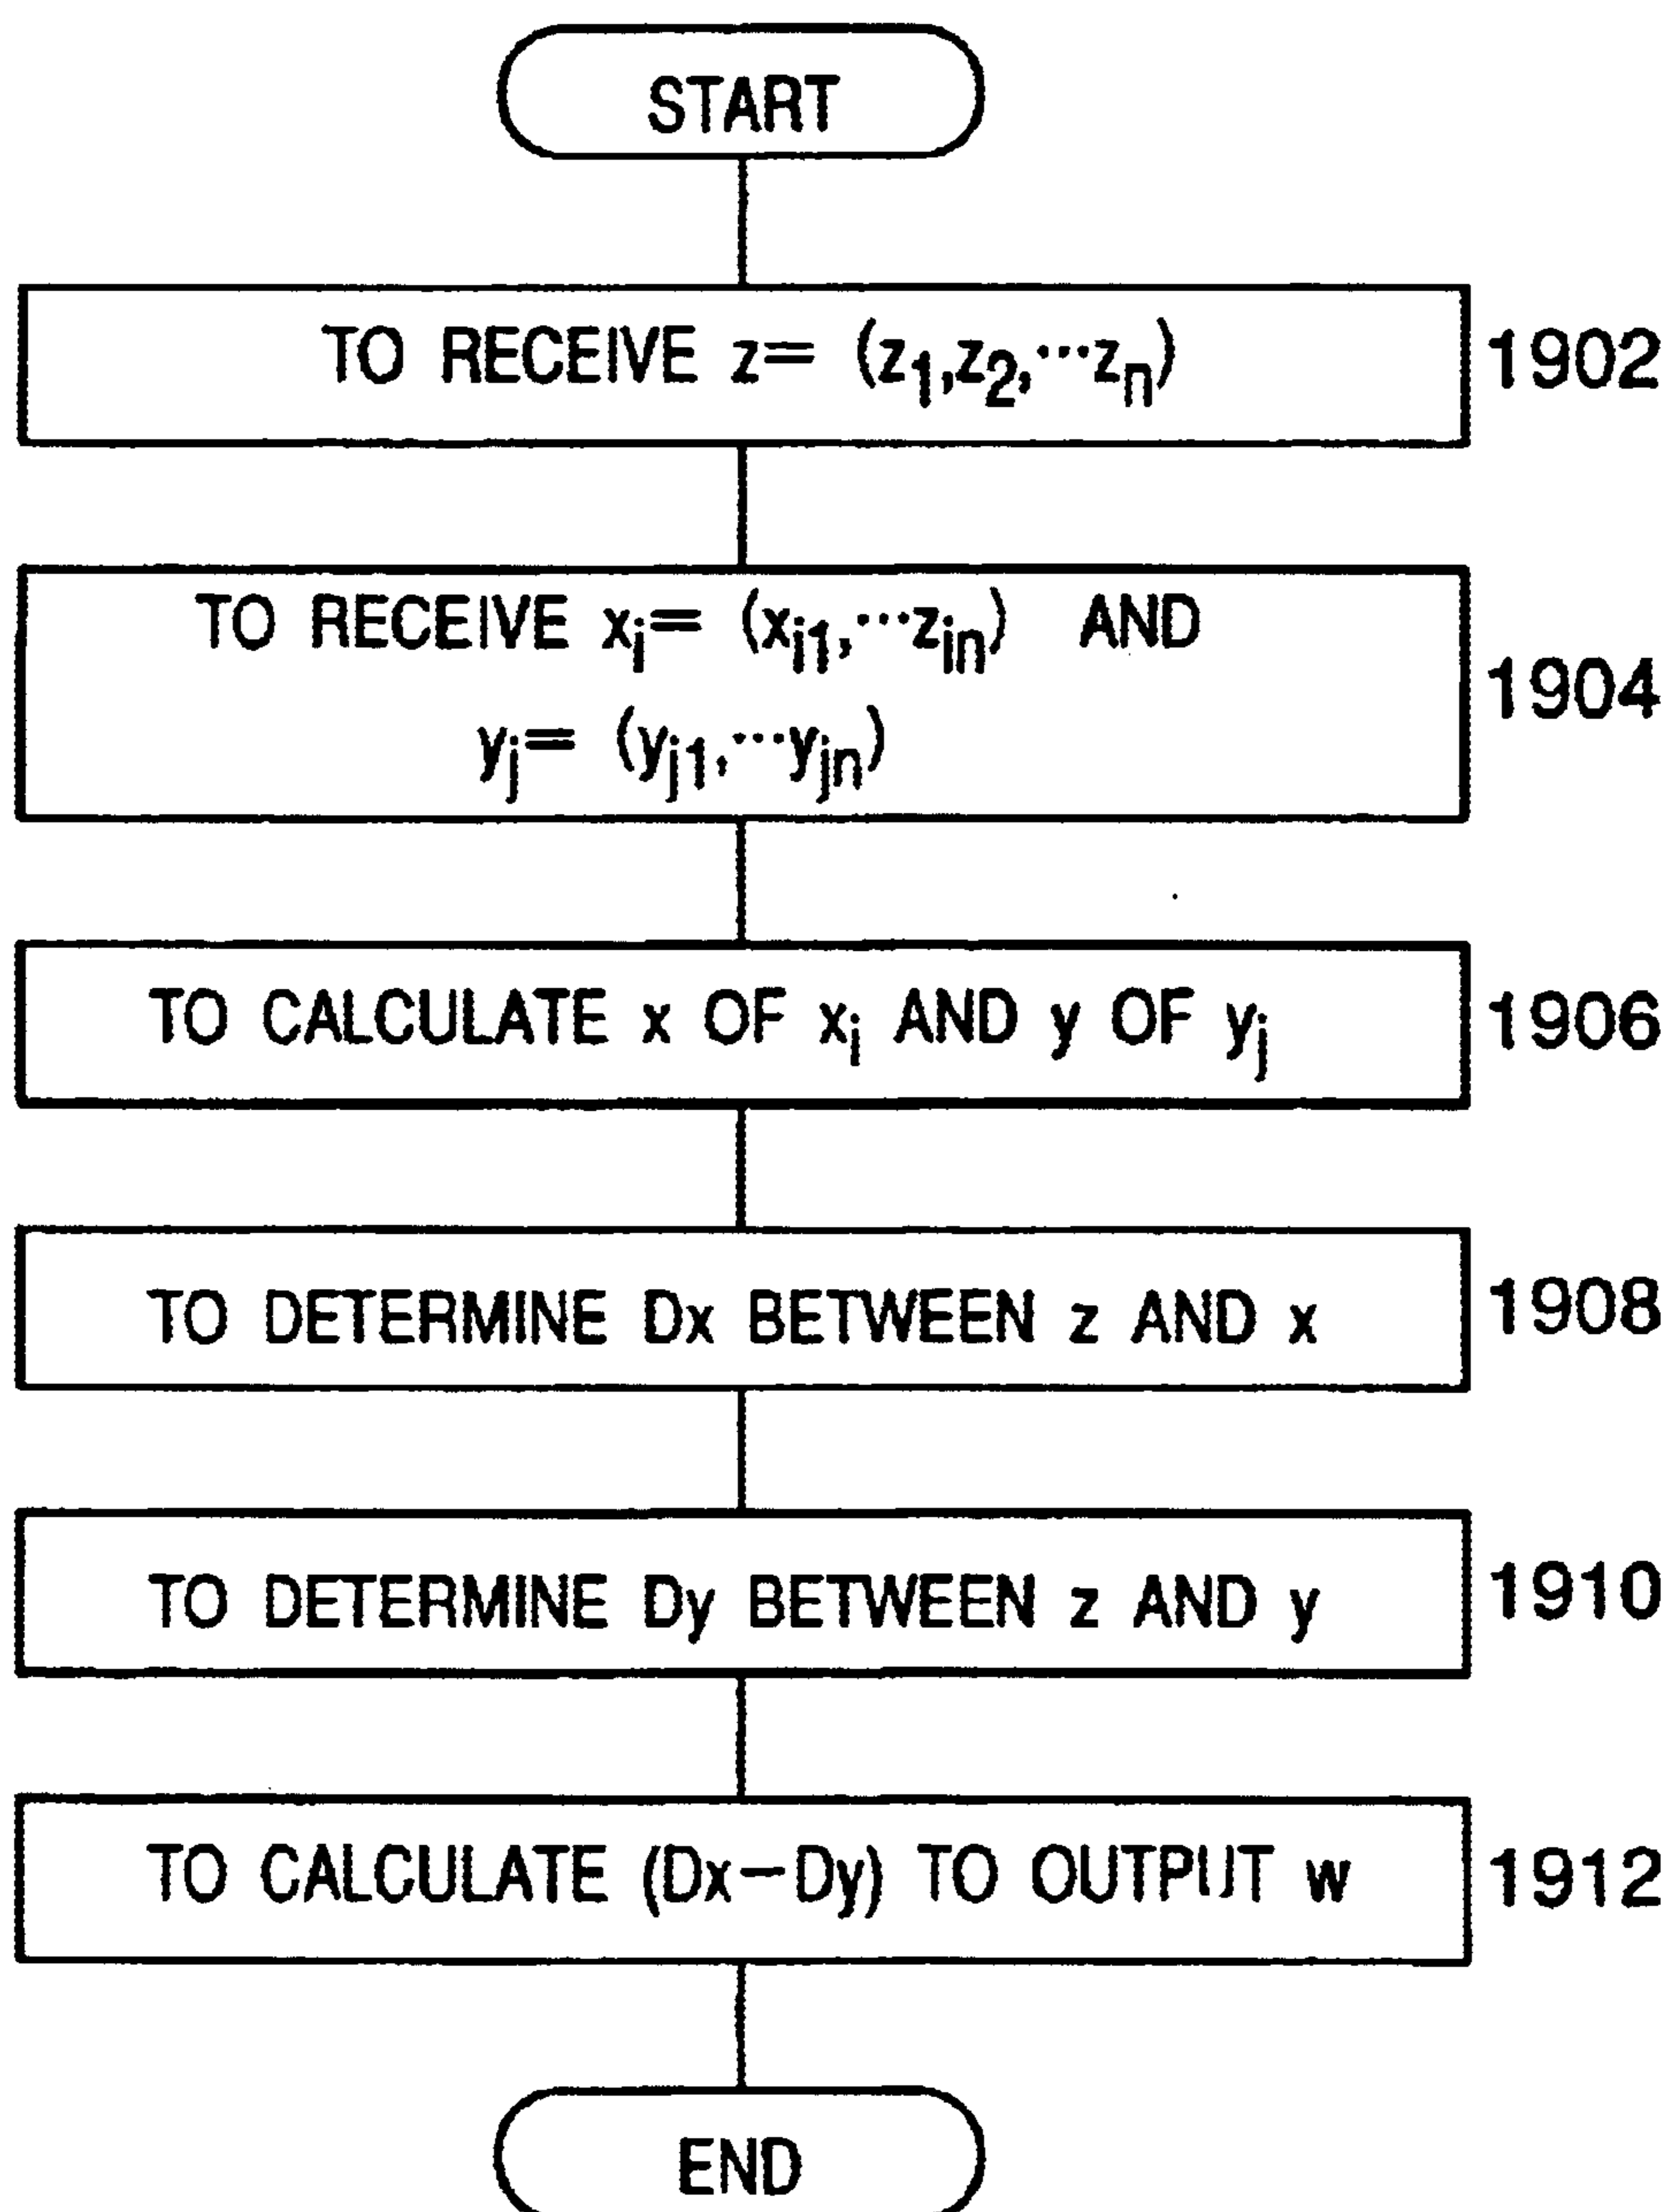 START
TO RECEIVE z= (z1,z2,···zn) 1902
TO RECEIVE xi= (xi1,···zin) AND
yj= (yj1,···yjn)
1904
TO CALCULATE x OF xi AND y OF yj 1906
TO DETERMINE Dx BETWEEN z AND x 1908
TO DETERMINE Dy BETWEEN z AND y 1910
TO CALCULATE (Dx−Dy) TO OUTPUT w 1912
END